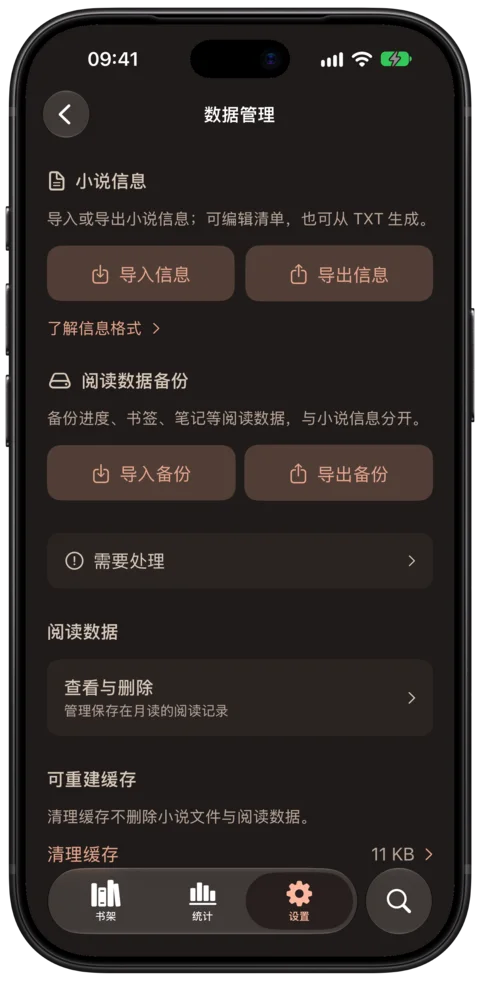 09:41
数据管理
小说信息
导入或导出小说信息；可编辑清单，也可从 TXT 生成。
导入信息
导出信息
了解信息格式
阅读数据备份
备份进度、书签、笔记等阅读数据，与小说信息分开。
导入备份
导出备份
需要处理
阅读数据
查看与删除
管理保存在月读的阅读记录
可重建缓存
清理缓存不删除小说文件与阅读数据。
清理缓存
11 KB
书架
统计
设置